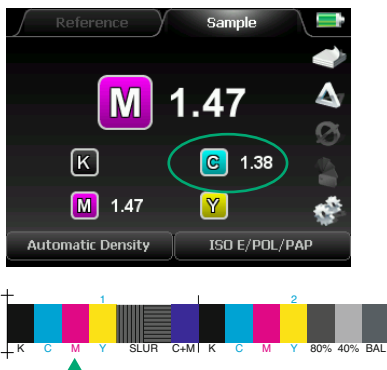 Reference Sample
M 1.47
K C 1.38
M 1.47 Y
Automatic Density ISO E/POL/PAP
1 2
K C M Y SLUR C+M K C M Y 80% 40% BAL